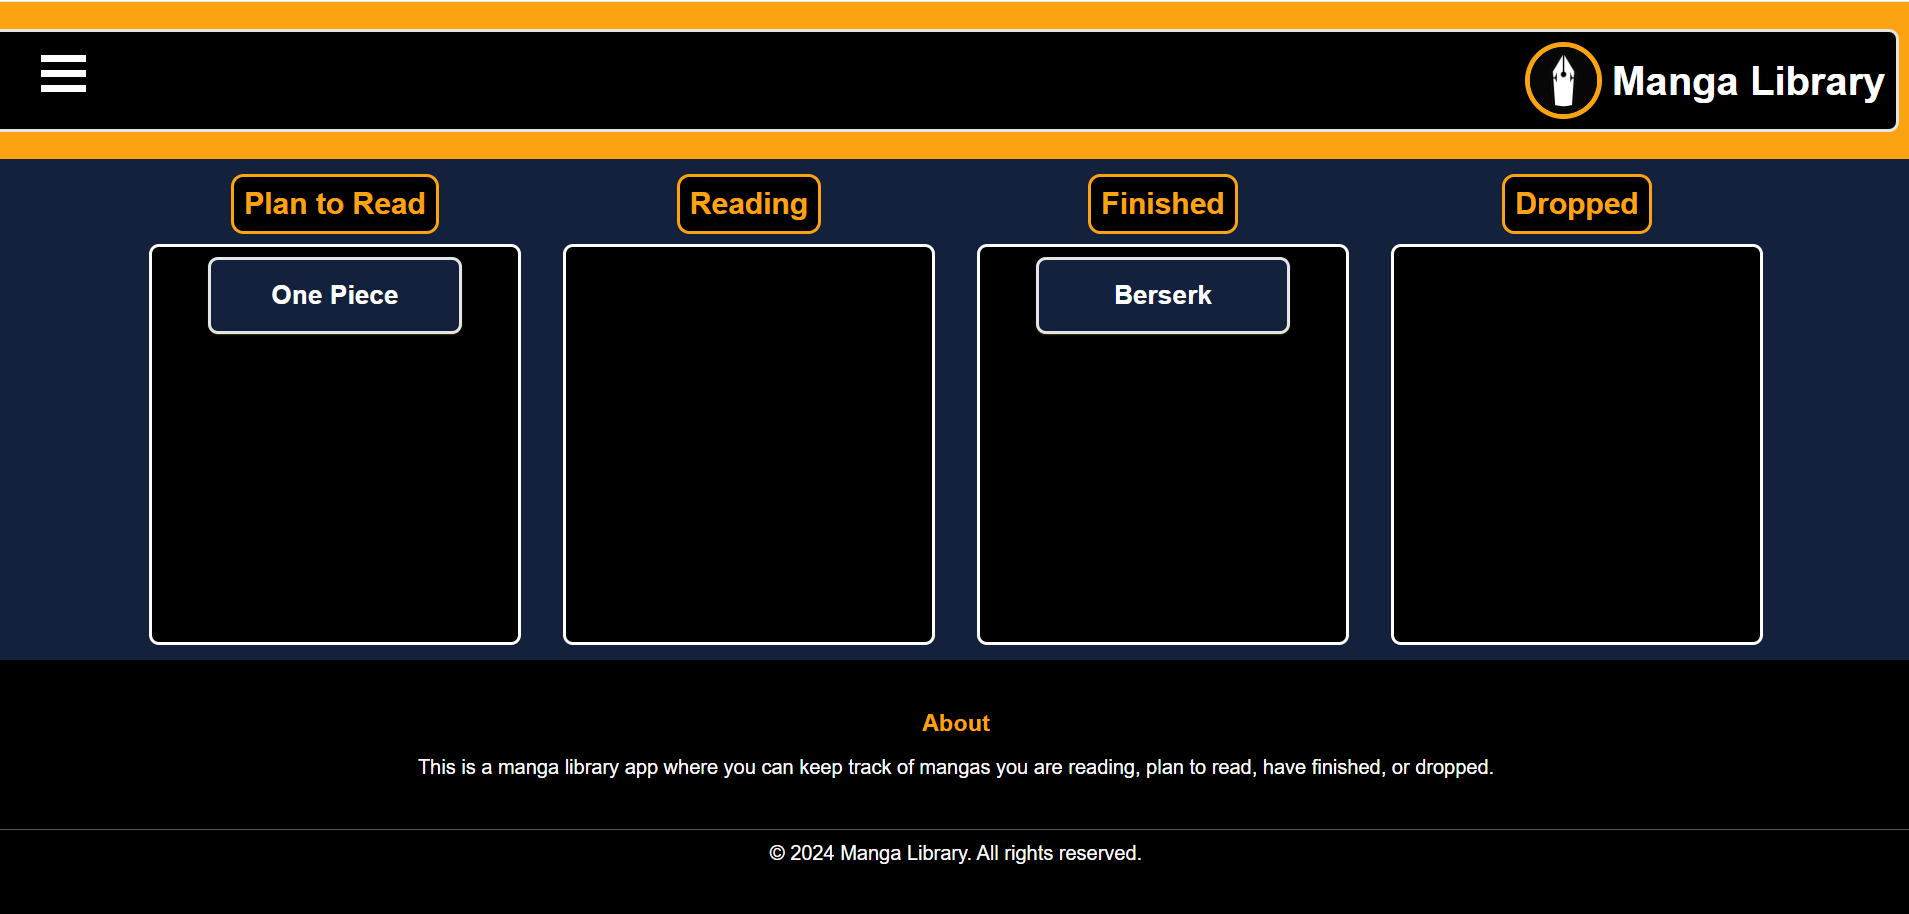 Manga Library
Plan to Read
Reading
Finished
Dropped
One Piece
Berserk
About
This is a manga library app where you can keep track of mangas you are reading, plan to read, have finished, or dropped.
© 2024 Manga Library. All rights reserved.